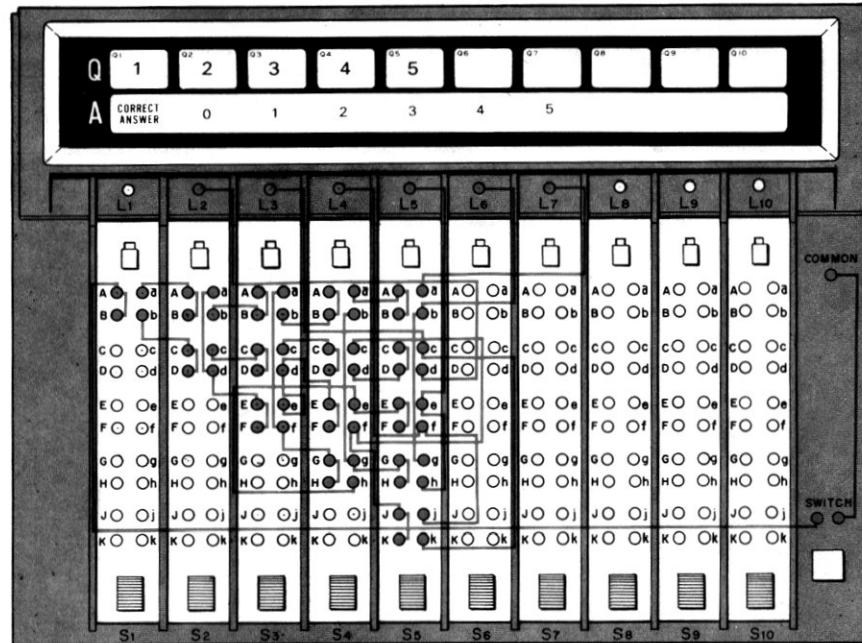 Q Q1 1 Q2 2 Q3 3 Q4 4 Q5 5 Q6 Q7 Q8 Q9 Q10
A CORRECT ANSWER 0 1 2 3 4 5
L1 L2 L3 L4 L5 L6 L7 L8 L9 L10
COMMON
A a A a A a A a A a A a A a A a A a A a
B b B b B b B b B b B b B b B b B b B b
C c C c C c C c C c C c C c C c C c C c
D d D d D d D d D d D d D d D d D d D d
E e E e E e E e E e E e E e E e E e E e
F f F f F f F f F f F f F f F f F f F f
G g G g G g G g G g G g G g G g G g G g
H h H h H h H h H h H h H h H h H h H h
SWITCH
J j J j J j J j J j J j J j J j J j J j
K k K k K k K k K k K k K k K k K k K k
S1 S2 S3 S4 S5 S6 S7 S8 S9 S10